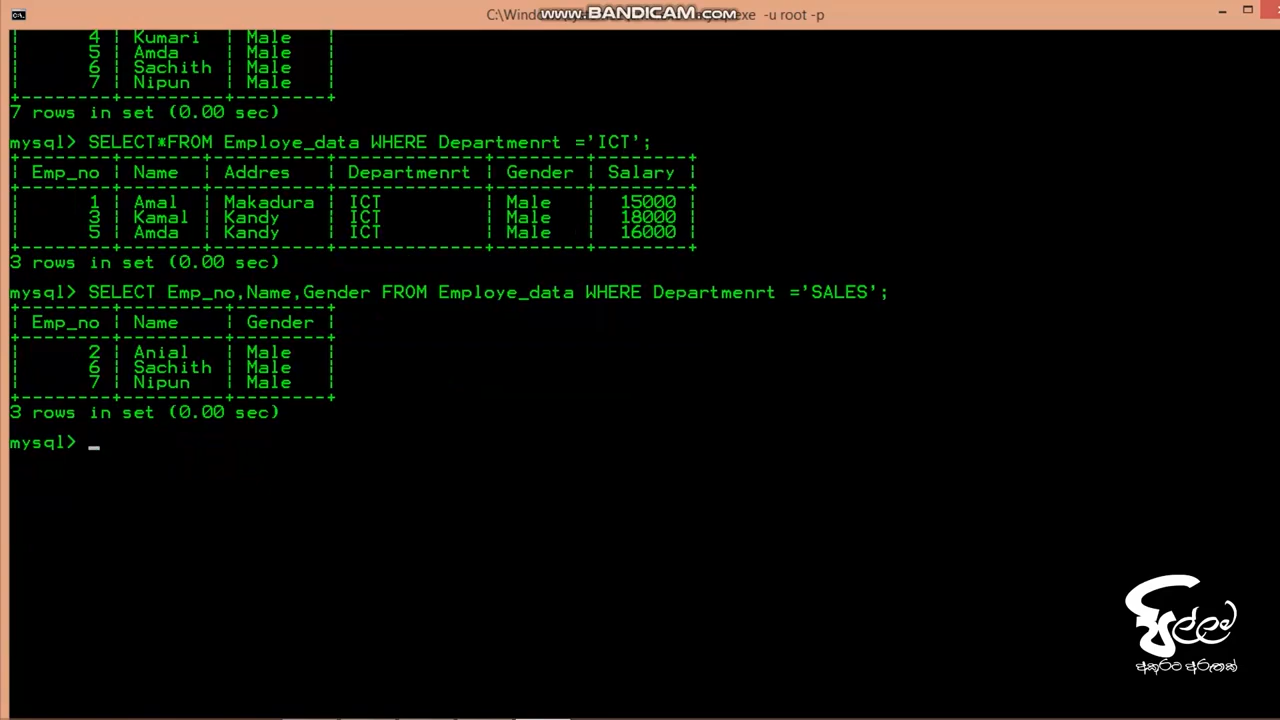 C:\Wind www.BANDICAM.com exe -u root -p
| 4 | Kumari | Male |
| 5 | Amda | Male |
| 6 | Sachith | Male |
| 7 | Nipun | Male |
+--------+---------+--------+
7 rows in set (0.00 sec)
mysql> SELECT*FROM Employe_data WHERE Departmenrt ='ICT';
+--------+-------+----------+-------------+--------+--------+
| Emp_no | Name | Addres | Departmenrt | Gender | Salary |
+--------+-------+----------+-------------+--------+--------+
| 1 | Amal | Makadura | ICT | Male | 15000 |
| 3 | Kamal | Kandy | ICT | Male | 18000 |
| 5 | Amda | Kandy | ICT | Male | 16000 |
+--------+-------+----------+-------------+--------+--------+
3 rows in set (0.00 sec)
mysql> SELECT Emp_no,Name,Gender FROM Employe_data WHERE Departmenrt ='SALES';
+--------+---------+--------+
| Emp_no | Name | Gender |
+--------+---------+--------+
| 2 | Anial | Male |
| 6 | Sachith | Male |
| 7 | Nipun | Male |
+--------+---------+--------+
3 rows in set (0.00 sec)
mysql> _